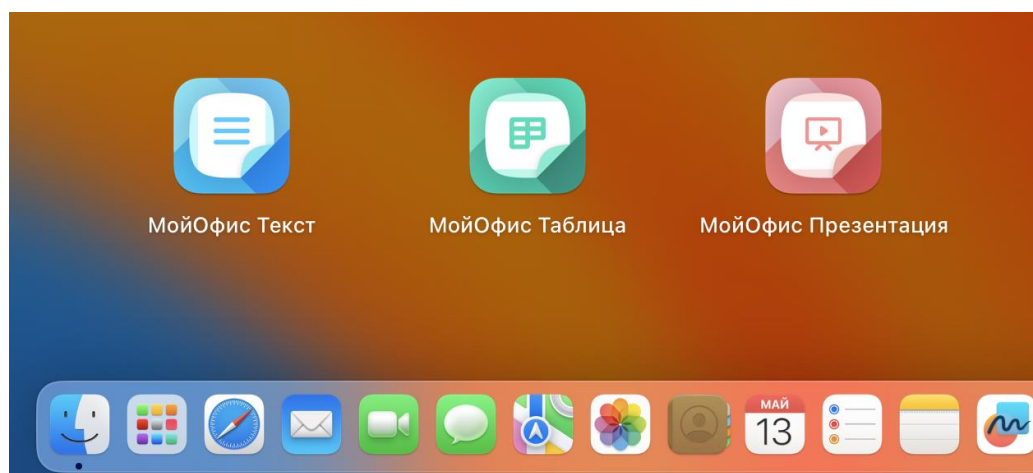 МойОфис Текст
МойОфис Таблица
МойОфис Презентация
МАЙ
13